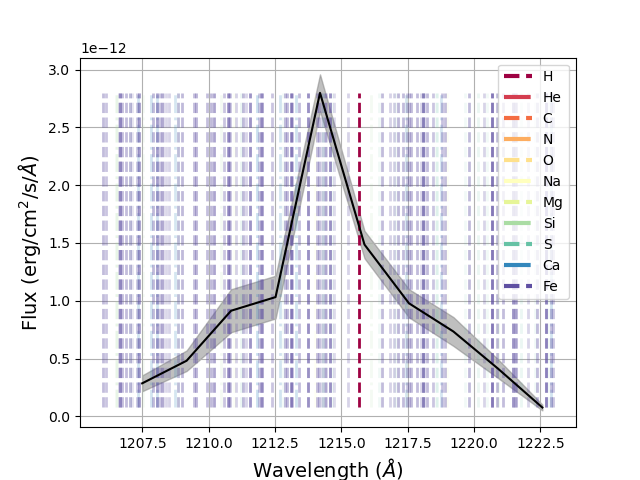 1e−12
3.0
2.5
2.0
1.5
1.0
0.5
0.0
Flux (erg/cm²/s/Å)
1207.5 1210.0 1212.5 1215.0 1217.5 1220.0 1222.5
Wavelength (Å)
H
He
C
N
O
Na
Mg
Si
S
Ca
Fe